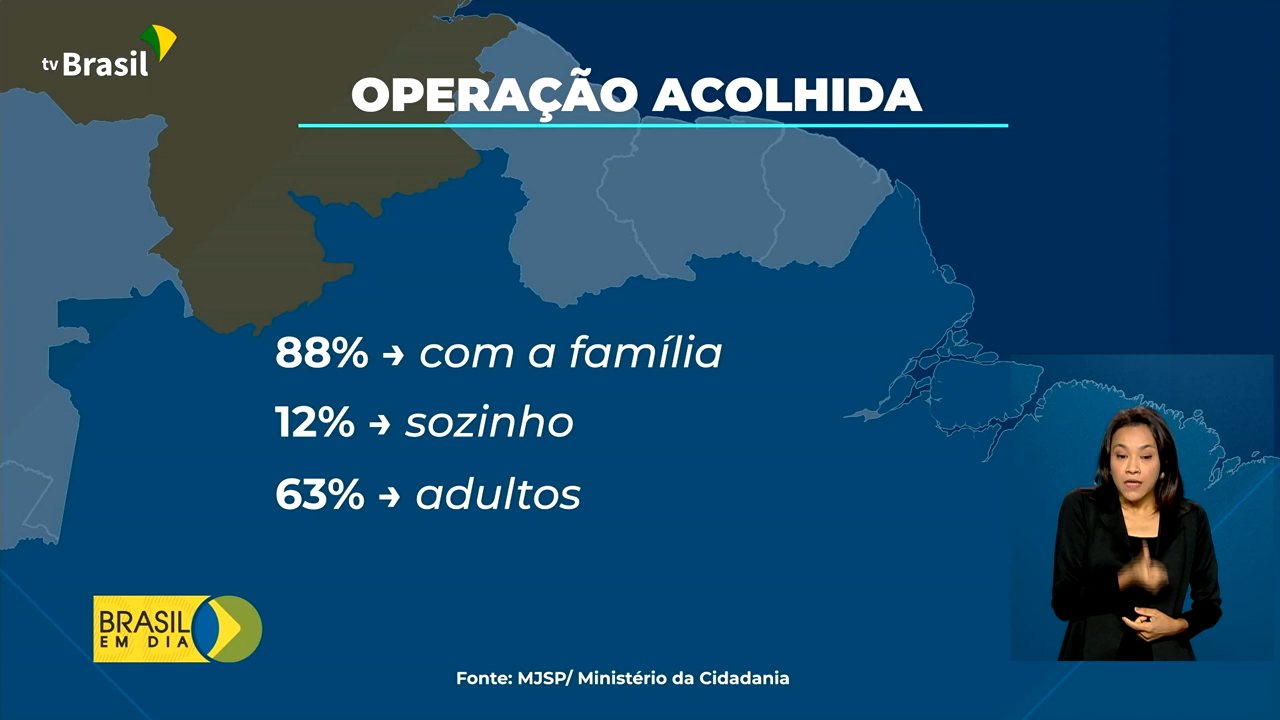 tv Brasil
OPERAÇÃO ACOLHIDA
88% → com a família
12% → sozinho
63% → adultos
BRASIL
EM DIA
Fonte: MJSP/ Ministério da Cidadania